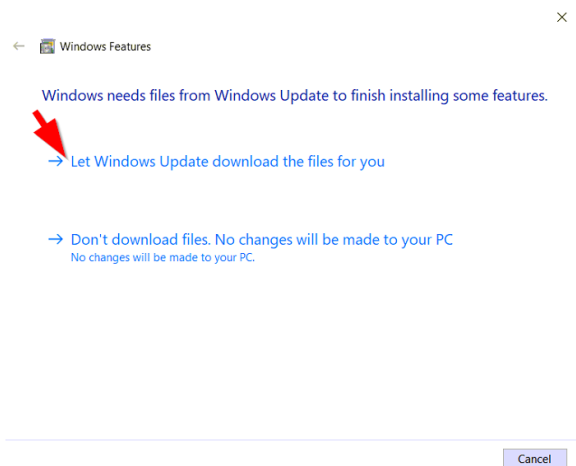 Windows Features
Windows needs files from Windows Update to finish installing some features.
Let Windows Update download the files for you
Don't download files. No changes will be made to your PC
No changes will be made to your PC.
Cancel